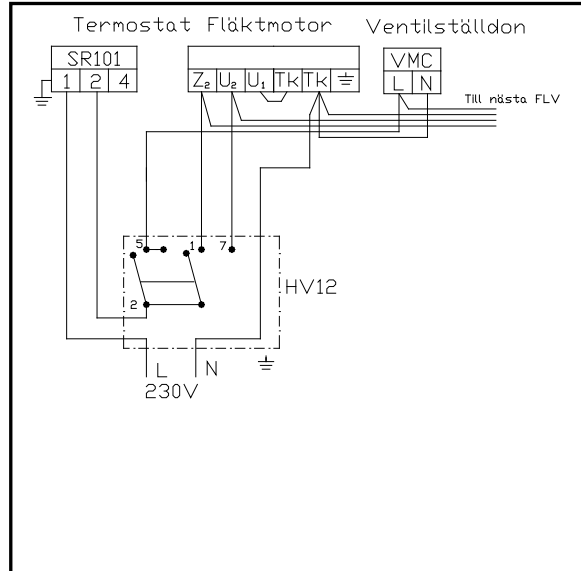 Termostat Fläktmotor Ventilställdon
SR101
1 2 4
Z₂ U₂ U₁ Tk Tk
VMC
L N
Till nästa FLV
5 1 7
2
HV12
L N
230V